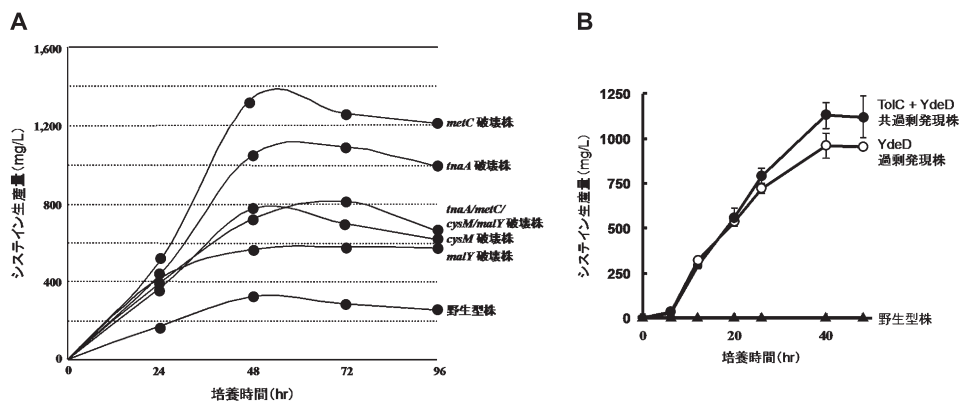 A
システイン生産量(mg/L)
1,600
1,200
800
400
0
0
24
48
72
96
培養時間(hr)
metC 破壊株
tnaA 破壊株
tnaA/metC/
cysM/malY 破壊株
cysM 破壊株
malY 破壊株
野生型株
B
システイン生産量(mg/L)
1250
1000
750
500
250
0
0
20
40
培養時間(hr)
TolC + YdeD
共過剰発現株
YdeD
過剰発現株
野生型株